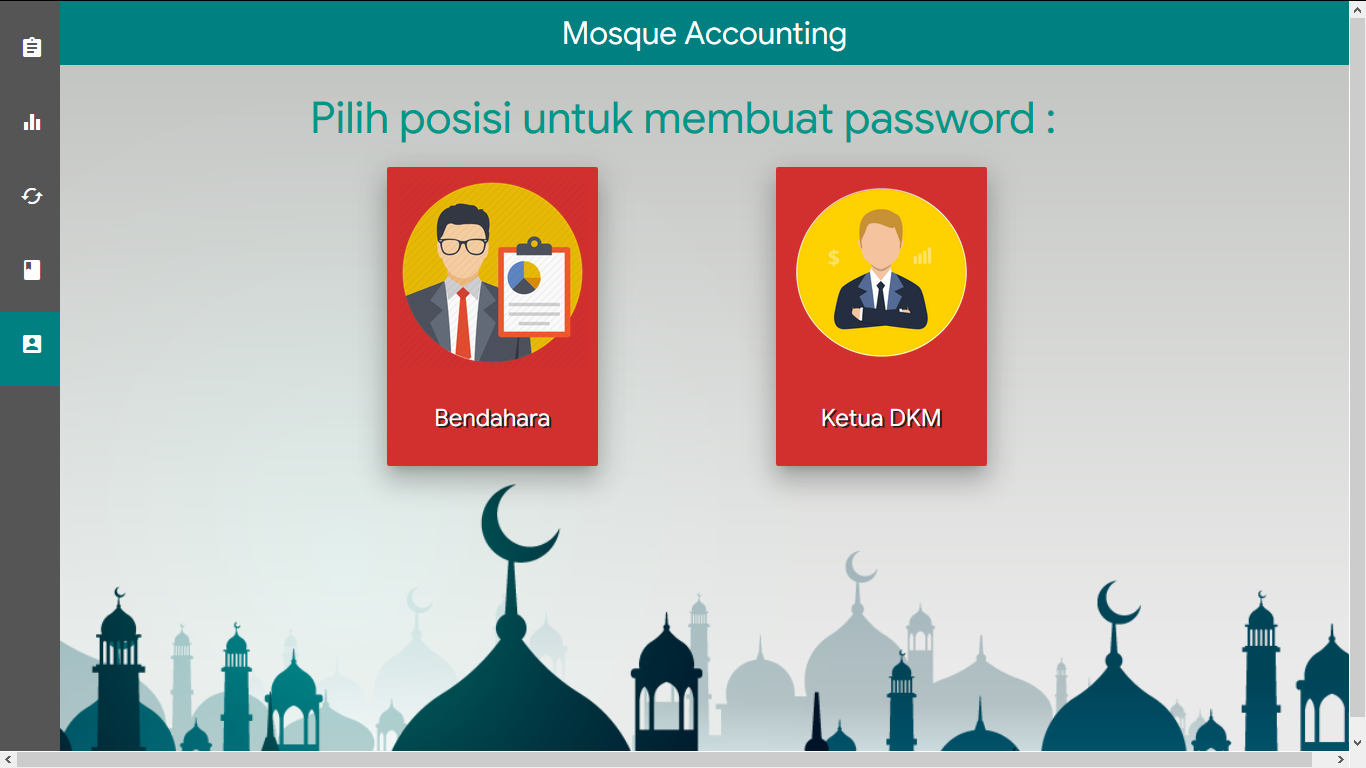 Mosque Accounting
Pilih posisi untuk membuat password :
$
Bendahara
Ketua DKM